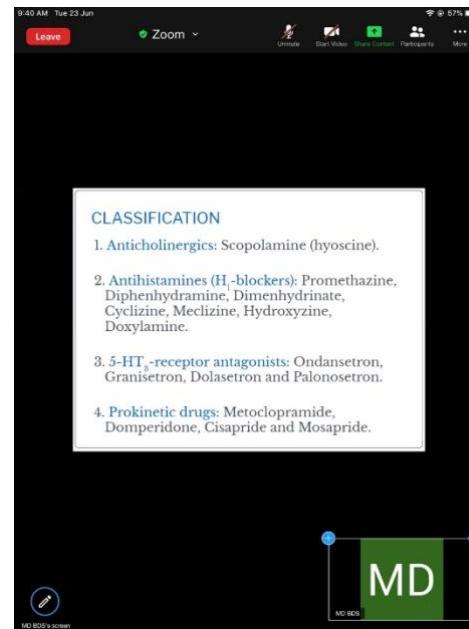 9:40 AM Tue 23 Jun
57%
Leave
Zoom
Unmute
Start Video
Share Content
Participants
More
CLASSIFICATION
1. Anticholinergics: Scopolamine (hyoscine).
2. Antihistamines (H₁-blockers): Promethazine,
Diphenhydramine, Dimenhydrinate,
Cyclizine, Meclizine, Hydroxyzine,
Doxylamine.
3. 5-HT₃-receptor antagonists: Ondansetron,
Granisetron, Dolasetron and Palonosetron.
4. Prokinetic drugs: Metoclopramide,
Domperidone, Cisapride and Mosapride.
MD
MD BDS
MD BDS's screen